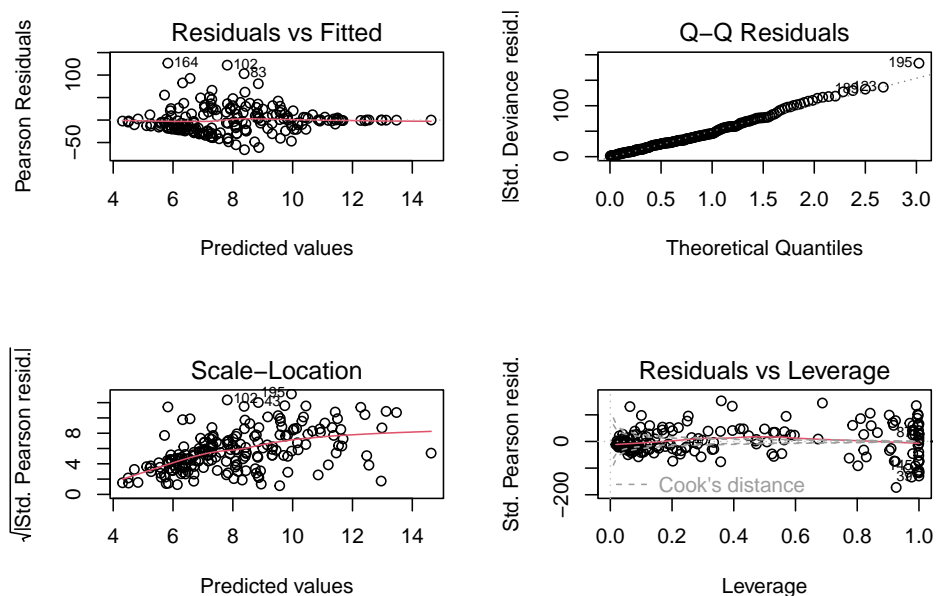 Residuals vs Fitted
Pearson Residuals
−50
100
164
102
83
4 6 8 10 12 14
Predicted values
Q−Q Residuals
|Std. Deviance resid.|
0
100
195
0.0 0.5 1.0 1.5 2.0 2.5 3.0
Theoretical Quantiles
Scale−Location
√|Std. Pearson resid.|
0
4
8
102
195
43
4 6 8 10 12 14
Predicted values
Residuals vs Leverage
Std. Pearson resid.
−200
0
Cook's distance
0.0 0.2 0.4 0.6 0.8 1.0
Leverage